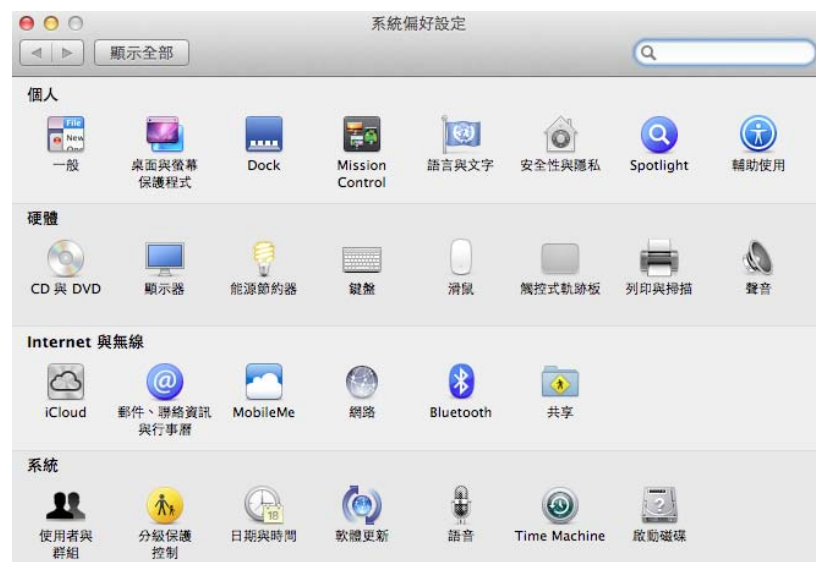 系統偏好設定
顯示全部
個人
File
New
一般
桌面與螢幕
保護程式
Dock
Mission
Control
語言與文字
安全性與隱私
Spotlight
輔助使用
硬體
CD 與 DVD
顯示器
能源節約器
鍵盤
滑鼠
觸控式軌跡板
列印與掃描
聲音
Internet 與無線
iCloud
郵件、聯絡資訊
與行事曆
MobileMe
網路
Bluetooth
共享
系統
使用者與
群組
分級保護
控制
18
日期與時間
軟體更新
語音
Time Machine
啟動磁碟